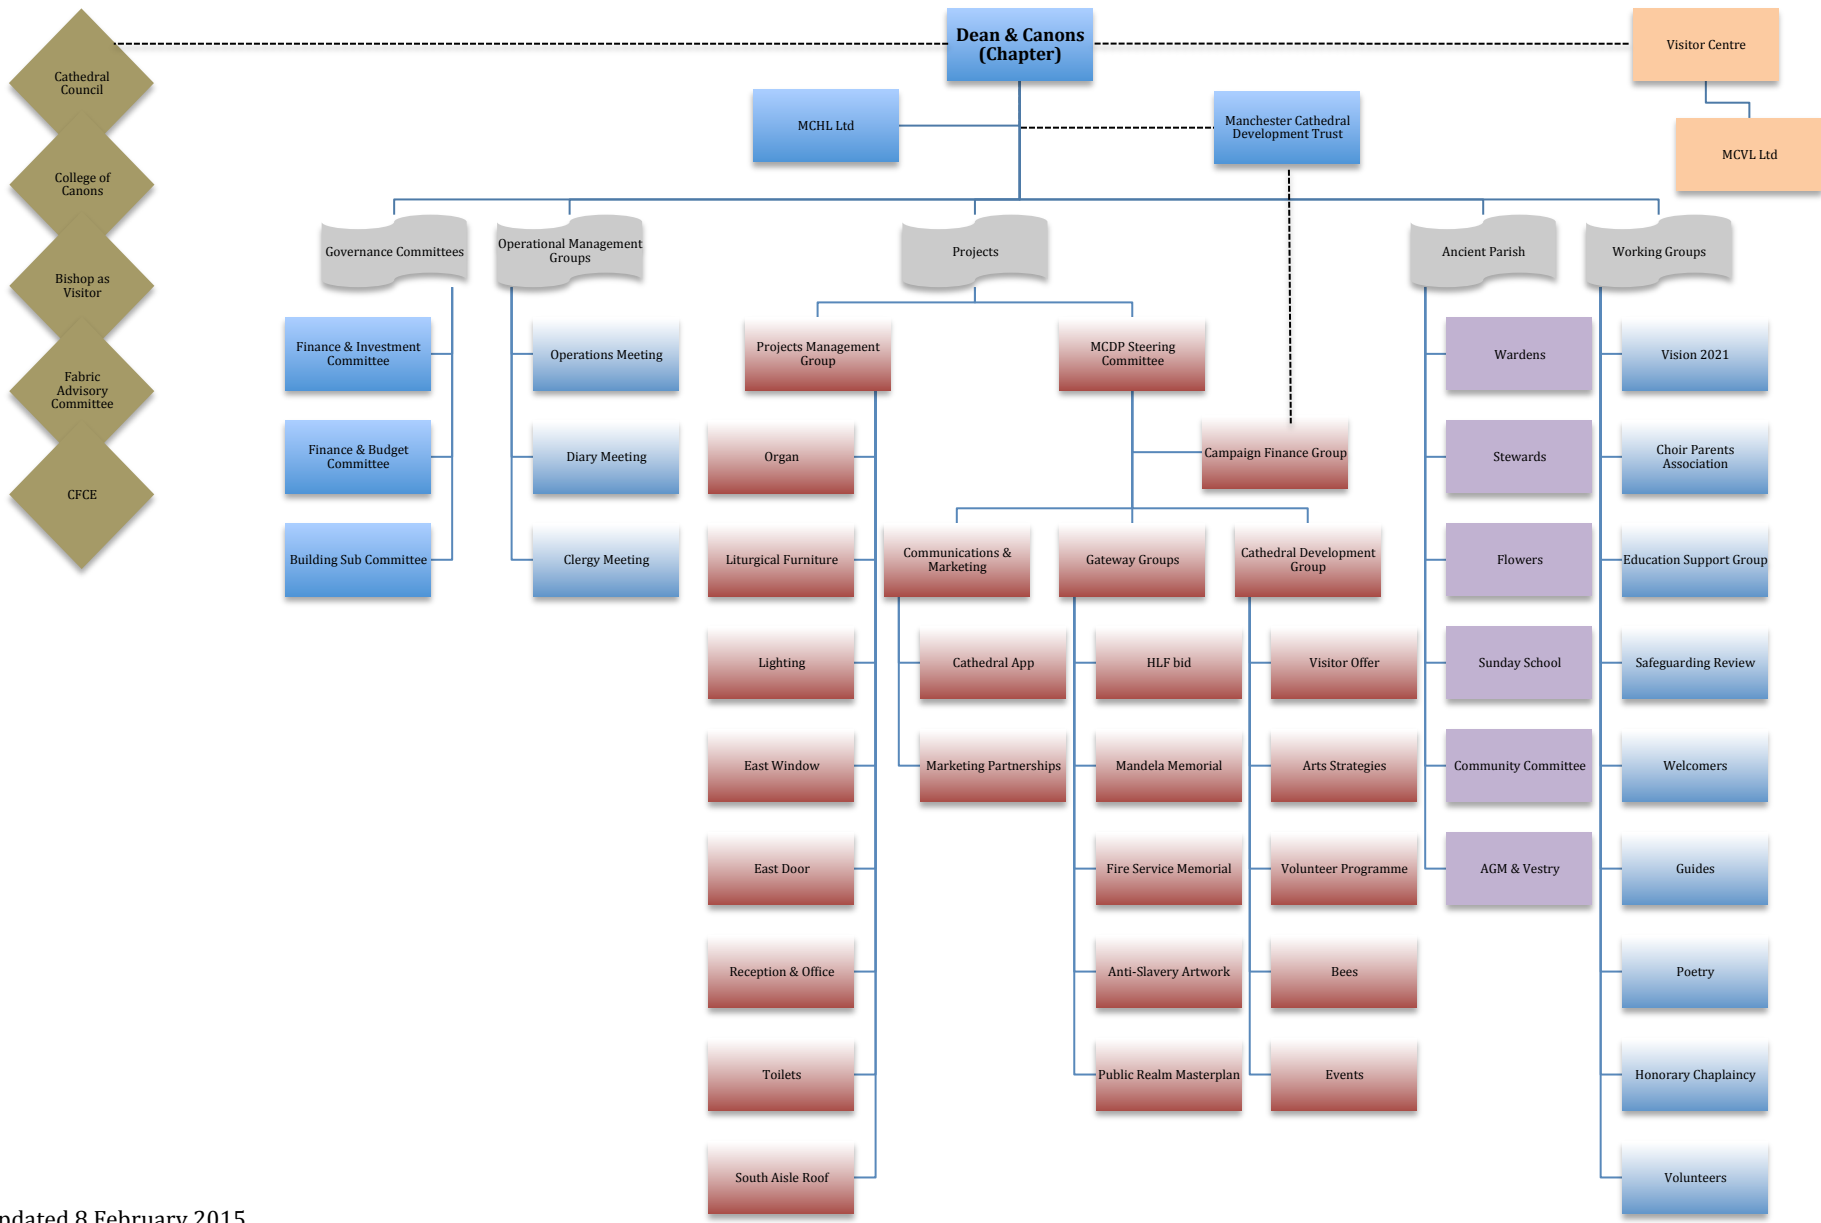 Dean & Canons
(Chapter)
Visitor Centre
Cathedral
Council
MCHL Ltd
Manchester Cathedral
Development Trust
MCVL Ltd
College of
Canons
Governance Committees
Operational Management
Groups
Projects
Ancient Parish
Working Groups
Bishop as
Visitor
Finance & Investment
Committee
Operations Meeting
Projects Management
Group
MCDP Steering
Committee
Wardens
Vision 2021
Fabric
Advisory
Committee
Finance & Budget
Committee
Diary Meeting
Organ
Campaign Finance Group
Stewards
Choir Parents
Association
CFCE
Building Sub Committee
Clergy Meeting
Liturgical Furniture
Communications &
Marketing
Gateway Groups
Cathedral Development
Group
Flowers
Education Support Group
Lighting
Cathedral App
HLF bid
Visitor Offer
Sunday School
Safeguarding Review
East Window
Marketing Partnerships
Mandela Memorial
Arts Strategies
Community Committee
Welcomers
East Door
Fire Service Memorial
Volunteer Programme
AGM & Vestry
Guides
Reception & Office
Anti-Slavery Artwork
Bees
Poetry
Toilets
Public Realm Masterplan
Events
Honorary Chaplaincy
South Aisle Roof
Volunteers
pdated 8 February 2015